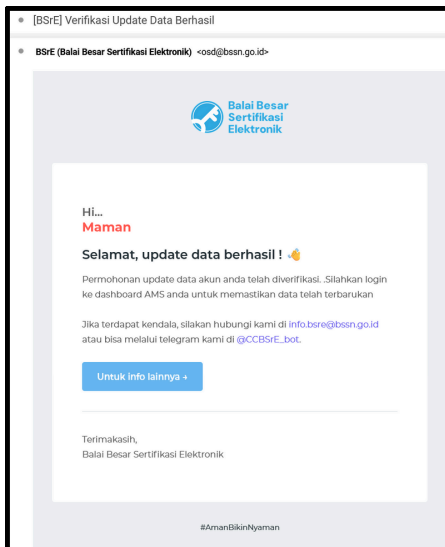 [BSrE] Verifikasi Update Data Berhasil
BSrE (Balai Besar Sertifikasi Elektronik) <osd@bssn.go.id>
Balai Besar
Sertifikasi
Elektronik
Hi...
Maman
Selamat, update data berhasil !
Permohonan update data akun anda telah diverifikasi. .Silahkan login
ke dashboard AMS anda untuk memastikan data telah terbarukan
Jika terdapat kendala, silakan hubungi kami di info.bsre@bssn.go.id
atau bisa melalui telegram kami di @CCBSrE_bot.
Untuk info lainnya +
Terimakasih,
Balai Besar Sertifikasi Elektronik
#AmanBikinNyaman